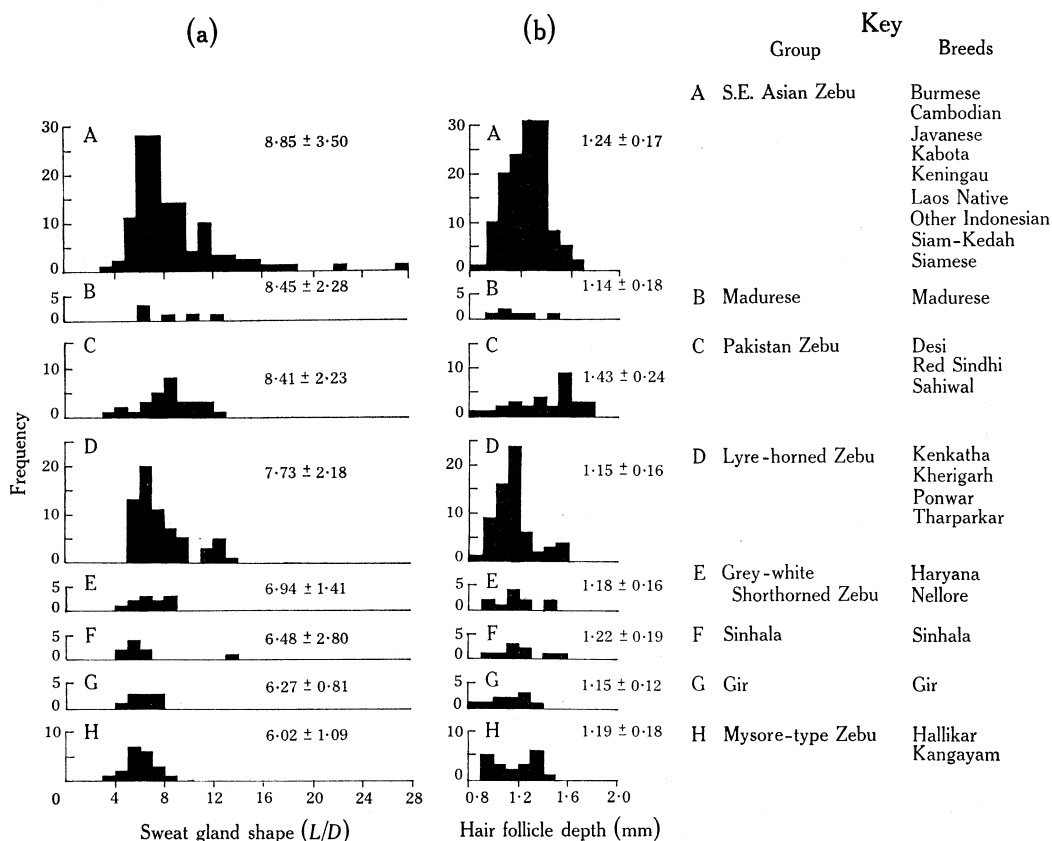 (a)
(b)
Key
Group
Breeds
A
8·85 ± 3·50
30
20
10
0
4
8
12
16
20
24
28
A
1·24 ± 0·17
30
20
10
0
0·8
1·2
1·6
2·0
A S.E. Asian Zebu
Burmese
Cambodian
Javanese
Kabota
Keningau
Laos Native
Other Indonesian
Siam-Kedah
Siamese
B
8·45 ± 2·28
5
0
B
1·14 ± 0·18
5
0
B Madurese
Madurese
C
8·41 ± 2·23
10
0
C
1·43 ± 0·24
10
0
C Pakistan Zebu
Desi
Red Sindhi
Sahiwal
Frequency
D
7·73 ± 2·18
20
10
0
D
1·15 ± 0·16
20
10
0
D Lyre-horned Zebu
Kenkatha
Kherigarh
Ponwar
Tharparkar
E
6·94 ± 1·41
5
0
E
1·18 ± 0·16
5
0
E Grey-white
Shorthorned Zebu
Haryana
Nellore
F
6·48 ± 2·80
5
0
F
1·22 ± 0·19
5
0
F Sinhala
Sinhala
G
6·27 ± 0·81
5
0
G
1·15 ± 0·12
5
0
G Gir
Gir
H
6·02 ± 1·09
10
0
H
1·19 ± 0·18
10
0
H Mysore-type Zebu
Hallikar
Kangayam
Sweat gland shape (L/D)
Hair follicle depth (mm)